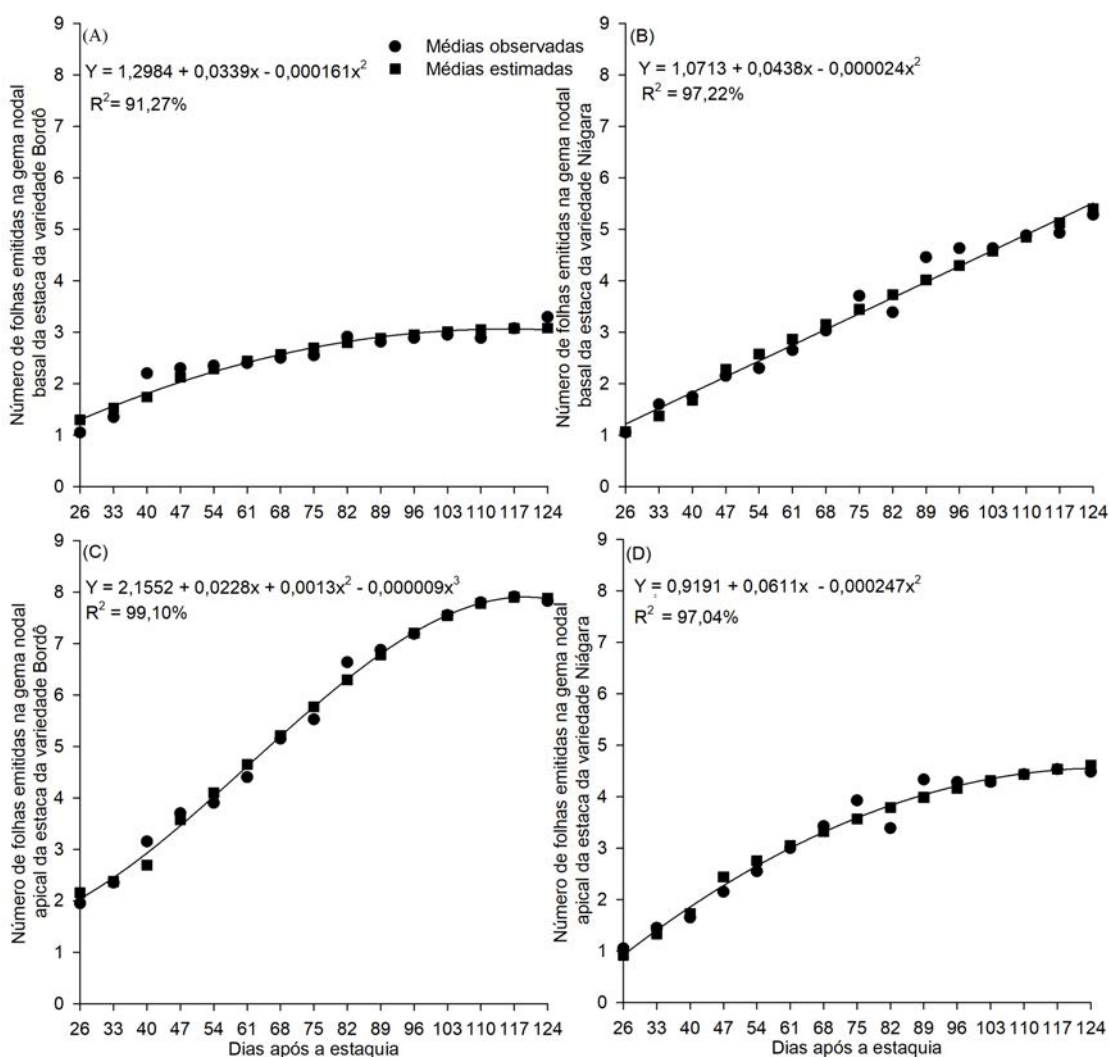 (A)
● Médias observadas
■ Médias estimadas
Y = 1,2984 + 0,0339x - 0,000161x²
R² = 91,27%
Número de folhas emitidas na gema nodal
basal da estaca da variedade Bordô
9
8
7
6
5
4
3
2
1
0
26 33 40 47 54 61 68 75 82 89 96 103 110 117 124
(B)
Y = 1,0713 + 0,0438x - 0,000024x²
R² = 97,22%
Número de folhas emitidas na gema nodal
basal da estaca da variedade Niágara
9
8
7
6
5
4
3
2
1
0
26 33 40 47 54 61 68 75 82 89 96 103 110 117 124
(C)
Y = 2,1552 + 0,0228x + 0,0013x² - 0,000009x³
R² = 99,10%
Número de folhas emitidas na gema nodal
apical da estaca da variedade Bordô
9
8
7
6
5
4
3
2
1
0
26 33 40 47 54 61 68 75 82 89 96 103 110 117 124
Dias após a estaquia
(D)
Y = 0,9191 + 0,0611x - 0,000247x²
R² = 97,04%
Número de folhas emitidas na gema nodal
apical da estaca da variedade Niágara
9
8
7
6
5
4
3
2
1
0
26 33 40 47 54 61 68 75 82 89 96 103 110 117 124
Dias após a estaquia